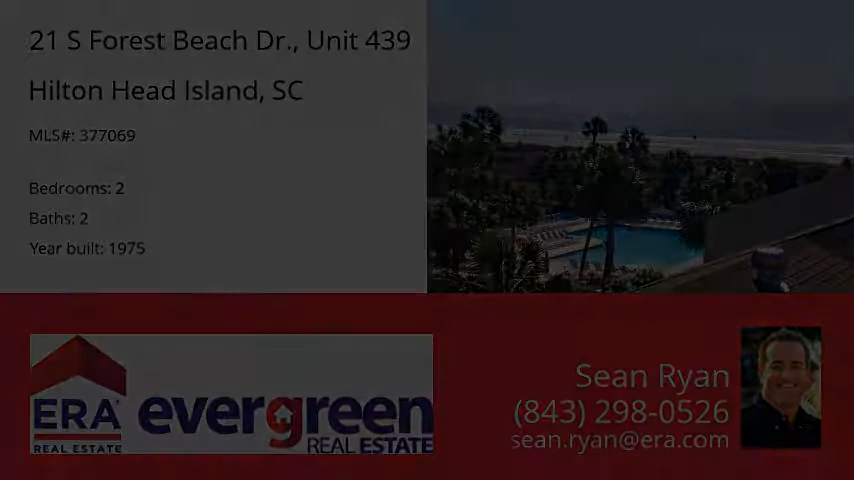 21 S Forest Beach Dr., Unit 439
Hilton Head Island, SC
MLS#: 377069
Bedrooms: 2
Baths: 2
Year built: 1975
ERA
REAL ESTATE
evergreen
REAL ESTATE
Sean Ryan
(843) 298-0526
sean.ryan@era.com